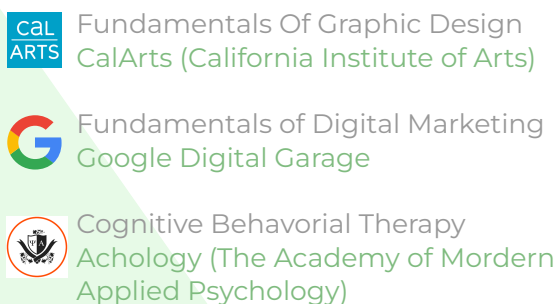 CAL
ARTS
Fundamentals Of Graphic Design
CalArts (California Institute of Arts)
Fundamentals of Digital Marketing
Google Digital Garage
Cognitive Behavorial Therapy
Achology (The Academy of Mordern
Applied Psychology)